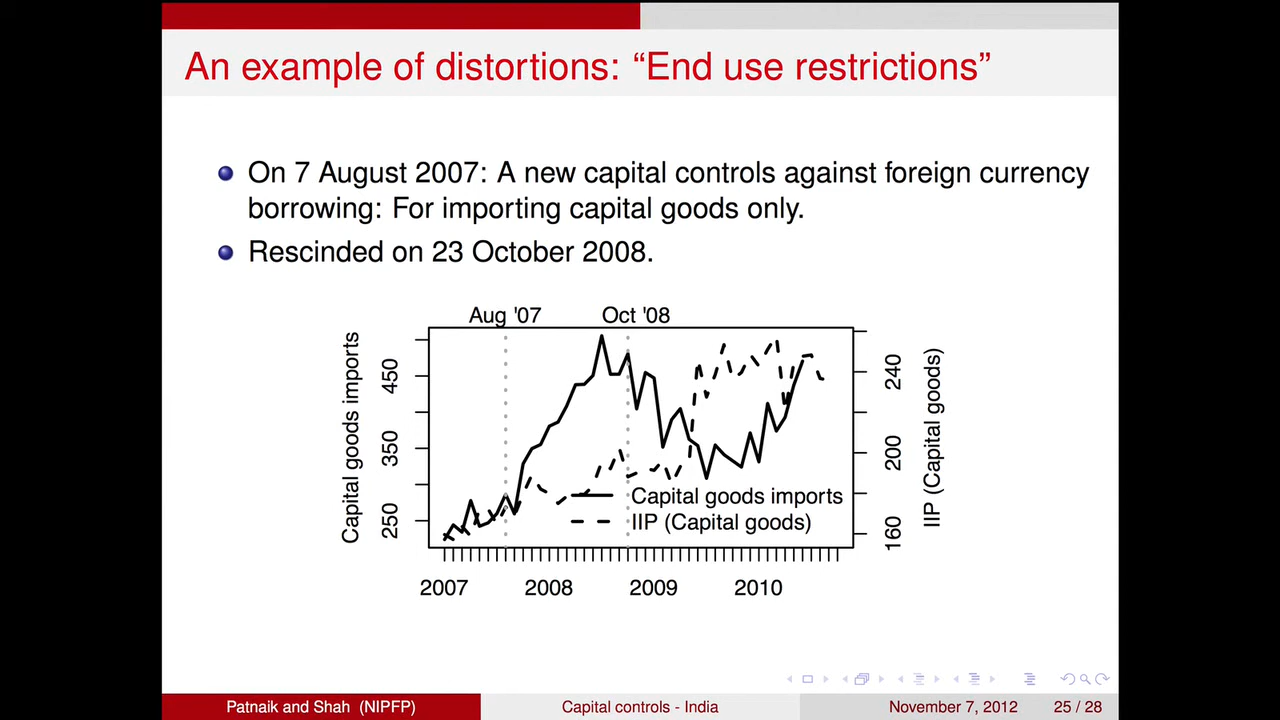 An example of distortions: “End use restrictions”
On 7 August 2007: A new capital controls against foreign currency
borrowing: For importing capital goods only.
Rescinded on 23 October 2008.
Aug '07 Oct '08
Capital goods imports
450
350
250
240
200
160
IIP (Capital goods)
Capital goods imports
IIP (Capital goods)
2007 2008 2009 2010
Patnaik and Shah (NIPFP) Capital controls - India November 7, 2012 25 / 28